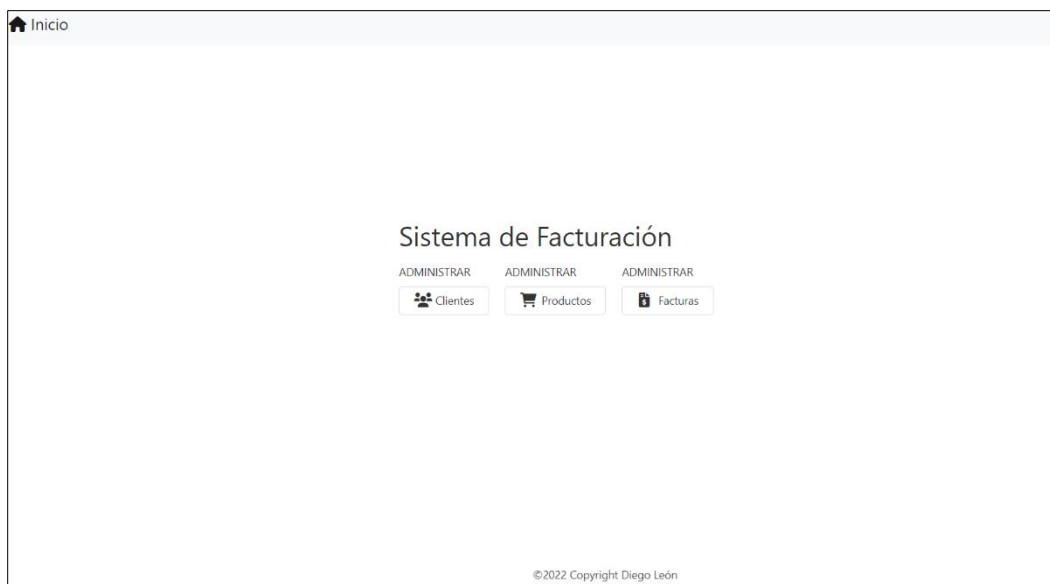 Inicio
Sistema de Facturación
ADMINISTRAR ADMINISTRAR ADMINISTRAR
Clientes Productos Facturas
©2022 Copyright Diego León